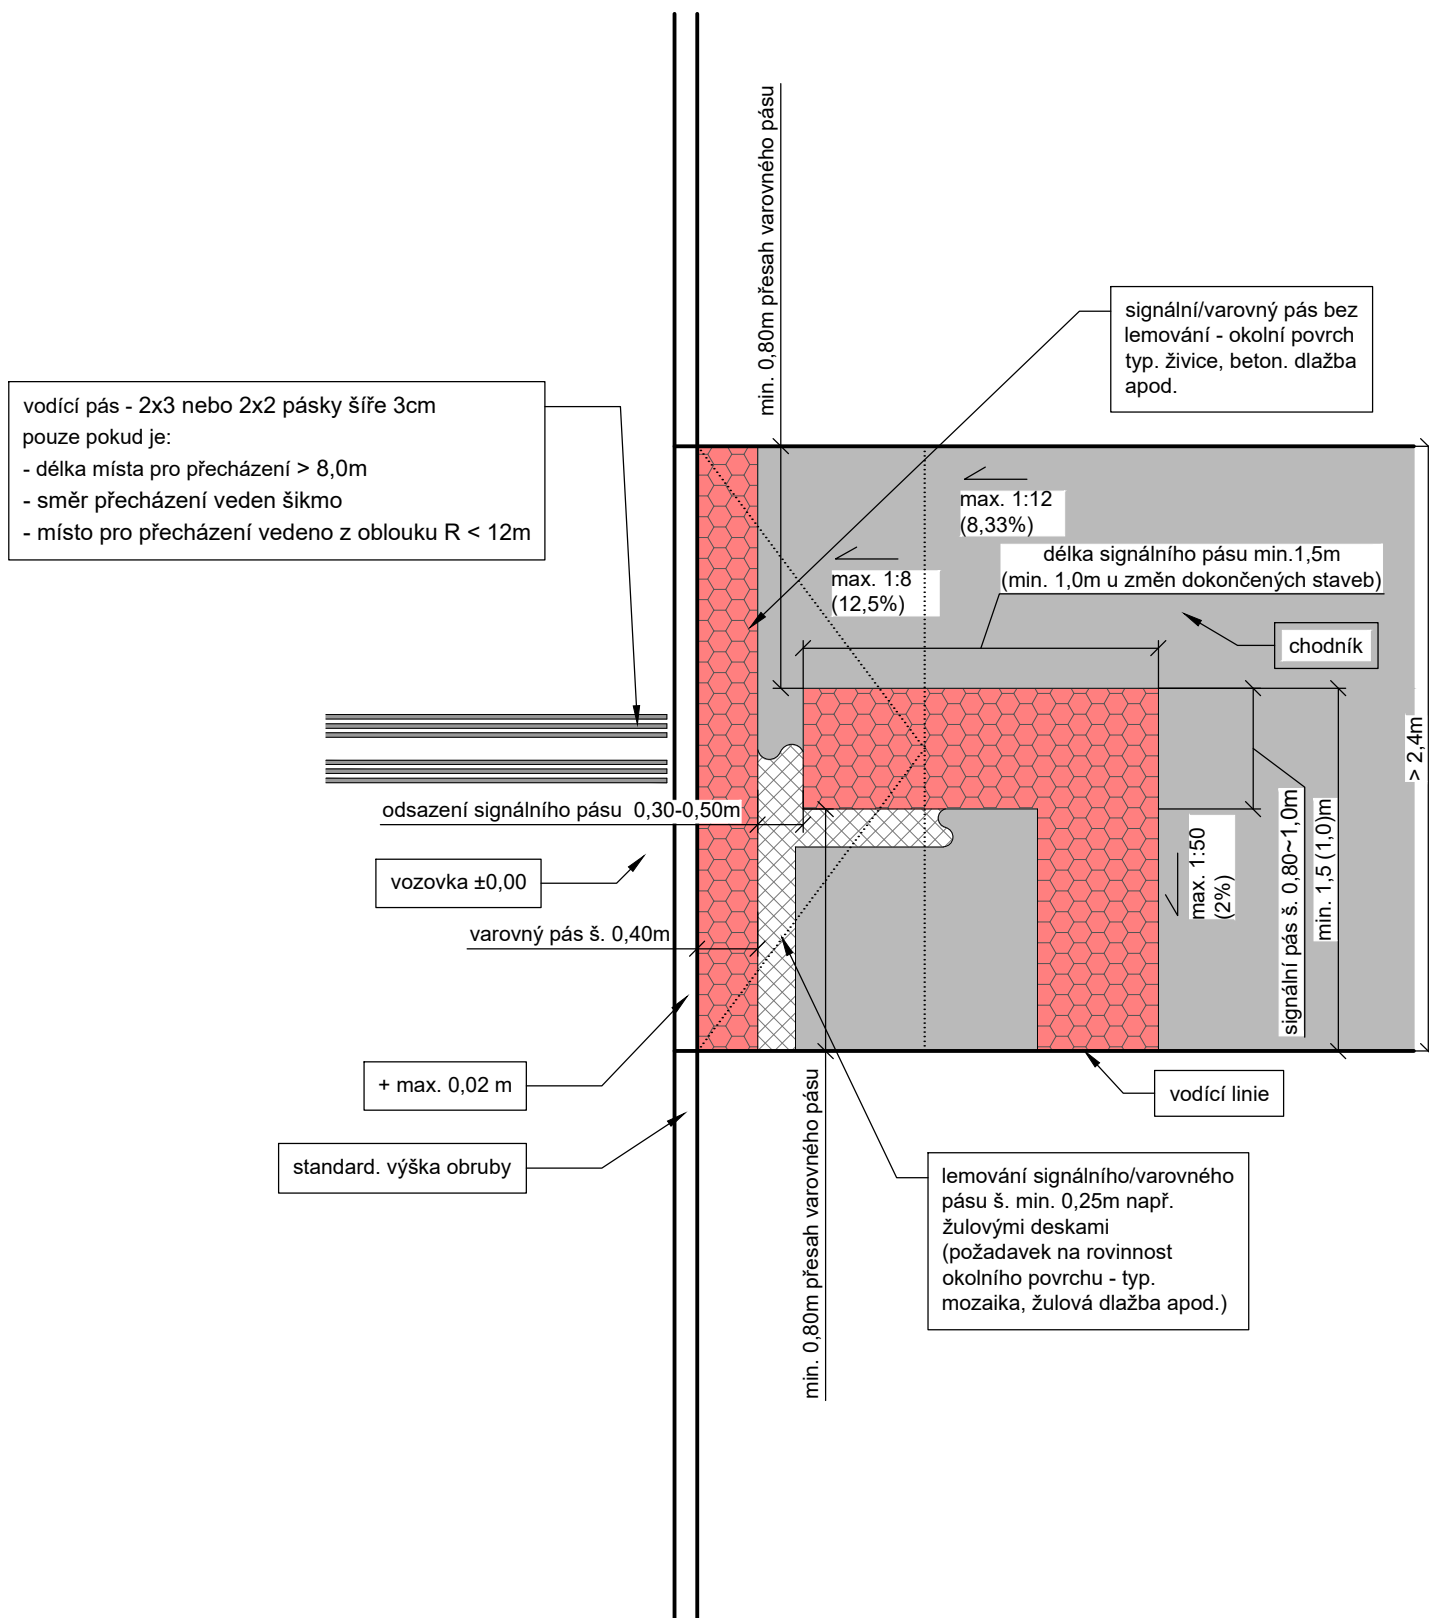 min. 0,80m přesah varovného pásu
signální/varovný pás bez
lemování - okolní povrch
typ. živice, beton. dlažba
apod.
vodící pás - 2x3 nebo 2x2 pásky šíře 3cm
pouze pokud je:
- délka místa pro přecházení > 8,0m
- směr přecházení veden šikmo
- místo pro přecházení vedeno z oblouku R < 12m
max. 1:12
(8,33%)
délka signálního pásu min.1,5m
(min. 1,0m u změn dokončených staveb)
max. 1:8
(12,5%)
chodník
> 2,4m
odsazení signálního pásu 0,30-0,50m
max. 1:50
(2%)
signální pás š. 0,80~1,0m
min. 1,5 (1,0)m
vozovka ±0,00
varovný pás š. 0,40m
+ max. 0,02 m
vodící linie
standard. výška obruby
min. 0,80m přesah varovného pásu
lemování signálního/varovného
pásu š. min. 0,25m např.
žulovými deskami
(požadavek na rovinnost
okolního povrchu - typ.
mozaika, žulová dlažba apod.)